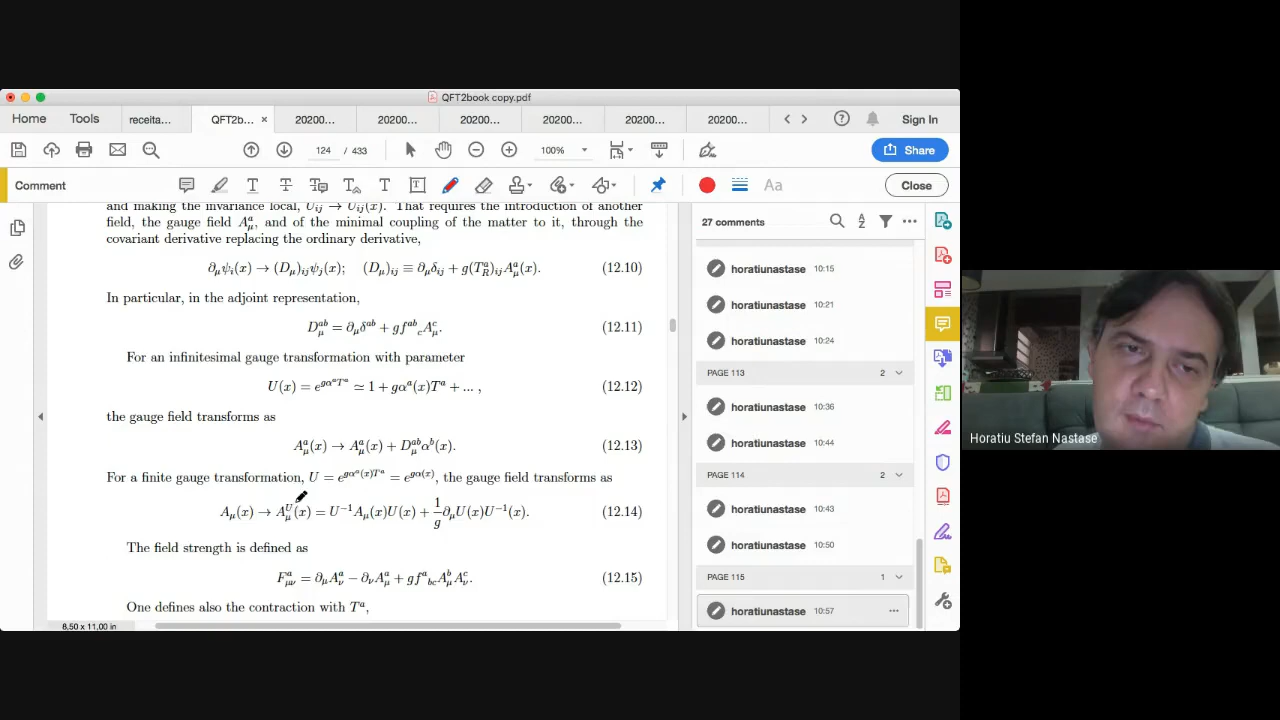 QFT2book copy.pdf
Home Tools receita... QFT2b... × 20200... 20200... 20200... 20200... 20200... 20200... Sign In
124 / 433 100% Share
Comment Close
and making the invariance local, U_ij → U_ij(x). That requires the introduction of another
field, the gauge field A^a_μ, and of the minimal coupling of the matter to it, through the
covariant derivative replacing the ordinary derivative,
∂_μψ_i(x) → (D_μ)_ijψ_j(x); (D_μ)_ij ≡ ∂_μδ_ij + g(T^a_R)_ijA^a_μ(x). (12.10)
In particular, in the adjoint representation,
D^ab_μ = ∂_μδ^ab + gf^ab_cA^c_μ. (12.11)
For an infinitesimal gauge transformation with parameter
U(x) = e^{gα^aT^a} ≃ 1 + gα^a(x)T^a + ... , (12.12)
the gauge field transforms as
A^a_μ(x) → A^a_μ(x) + D^ab_μα^b(x). (12.13)
For a finite gauge transformation, U = e^{gα^a(x)T^a} = e^{gα(x)}, the gauge field transforms as
A_μ(x) → A^U_μ(x) = U^{-1}A_μ(x)U(x) + 1/g ∂_μU(x)U^{-1}(x). (12.14)
The field strength is defined as
F^a_μν = ∂_μA^a_ν − ∂_νA^a_μ + gf^a_bcA^b_μA^c_ν. (12.15)
One defines also the contraction with T^a,
8,50 x 11,00 in
27 comments
horatiunastase 10:15
horatiunastase 10:21
horatiunastase 10:24
PAGE 113 2
horatiunastase 10:36
horatiunastase 10:44
PAGE 114 2
horatiunastase 10:43
horatiunastase 10:50
PAGE 115 1
horatiunastase 10:57
Horatiu Stefan Nastase